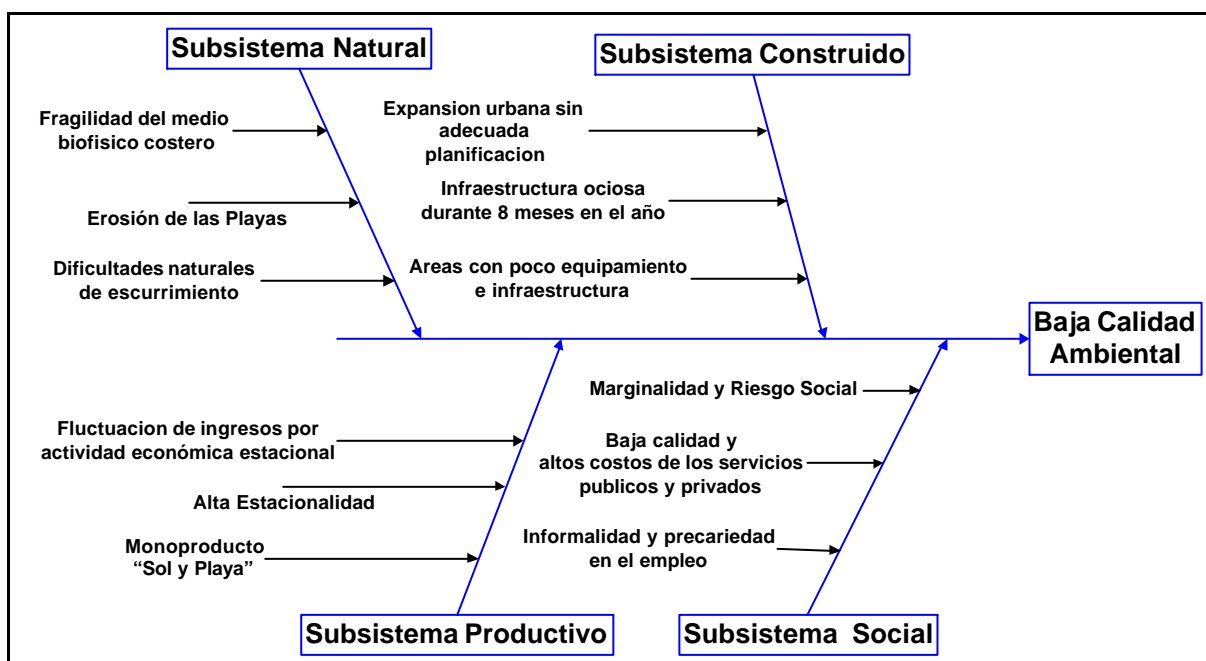 Subsistema Natural
Fragilidad del medio
biofisico costero
Erosión de las Playas
Dificultades naturales
de escurrimiento
Subsistema Construido
Expansion urbana sin
adecuada
planificacion
Infraestructura ociosa
durante 8 meses en el año
Areas con poco equipamiento
e infraestructura
Baja Calidad
Ambiental
Fluctuacion de ingresos por
actividad económica estacional
Alta Estacionalidad
Monoproducto
“Sol y Playa”
Subsistema Productivo
Marginalidad y Riesgo Social
Baja calidad y
altos costos de los servicios
publicos y privados
Informalidad y precariedad
en el empleo
Subsistema Social